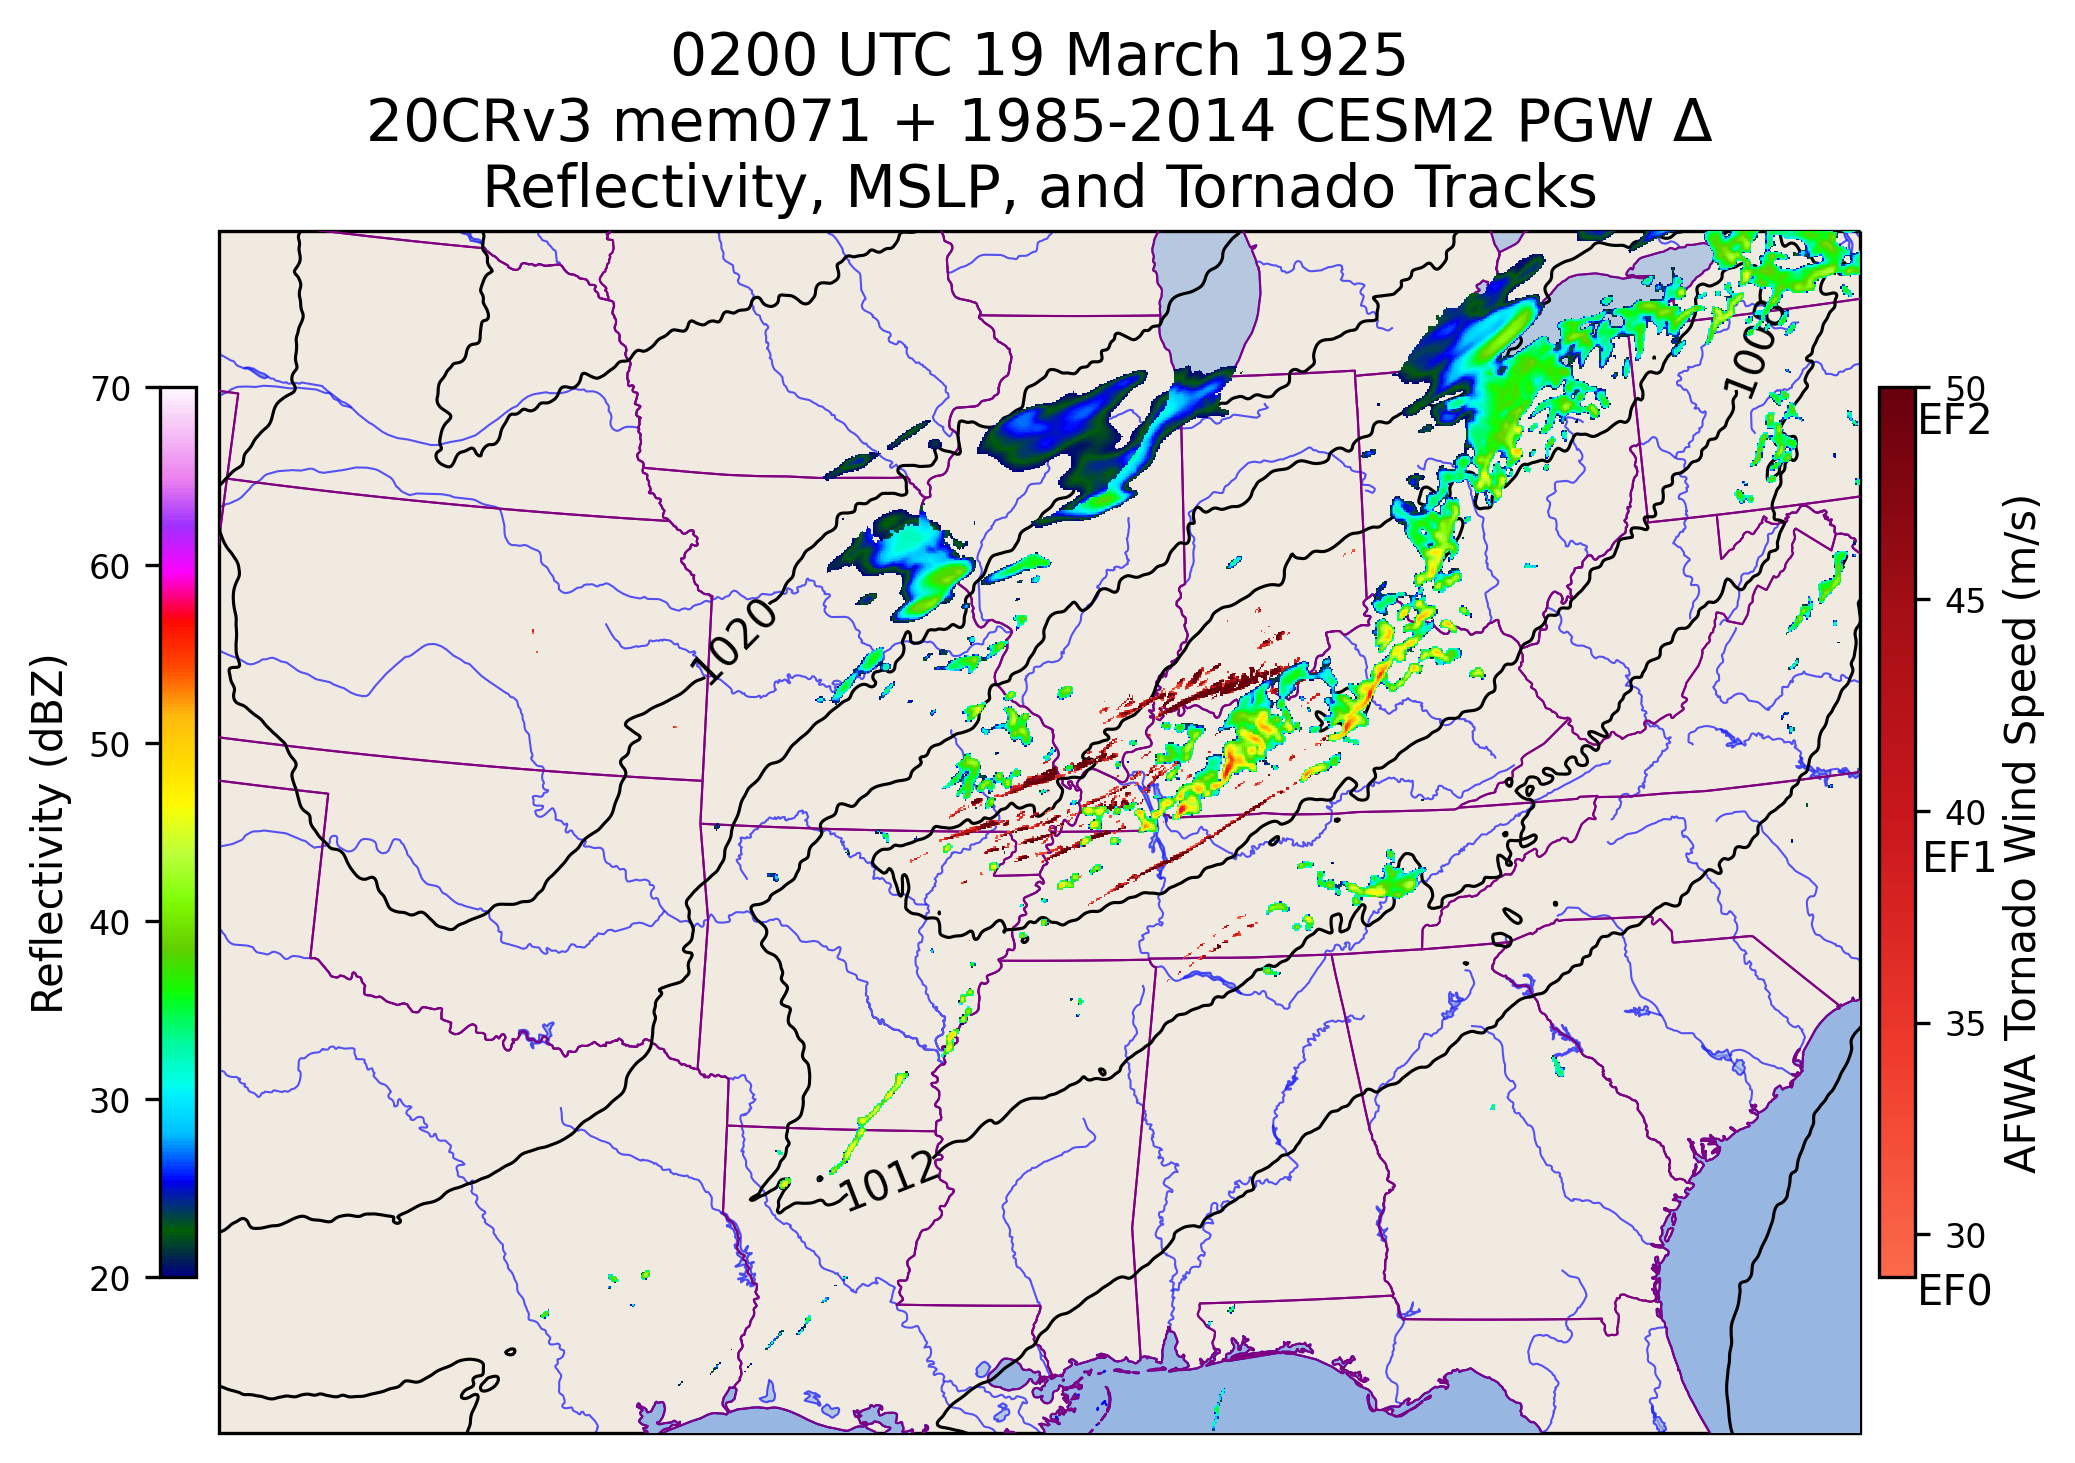 0200 UTC 19 March 1925
20CRv3 mem071 + 1985-2014 CESM2 PGW Δ
Reflectivity, MSLP, and Tornado Tracks
Reflectivity (dBZ)
70
60
50
40
30
20
1008
1020
1012
50
EF2
45
40
EF1
35
30
EF0
AFWA Tornado Wind Speed (m/s)